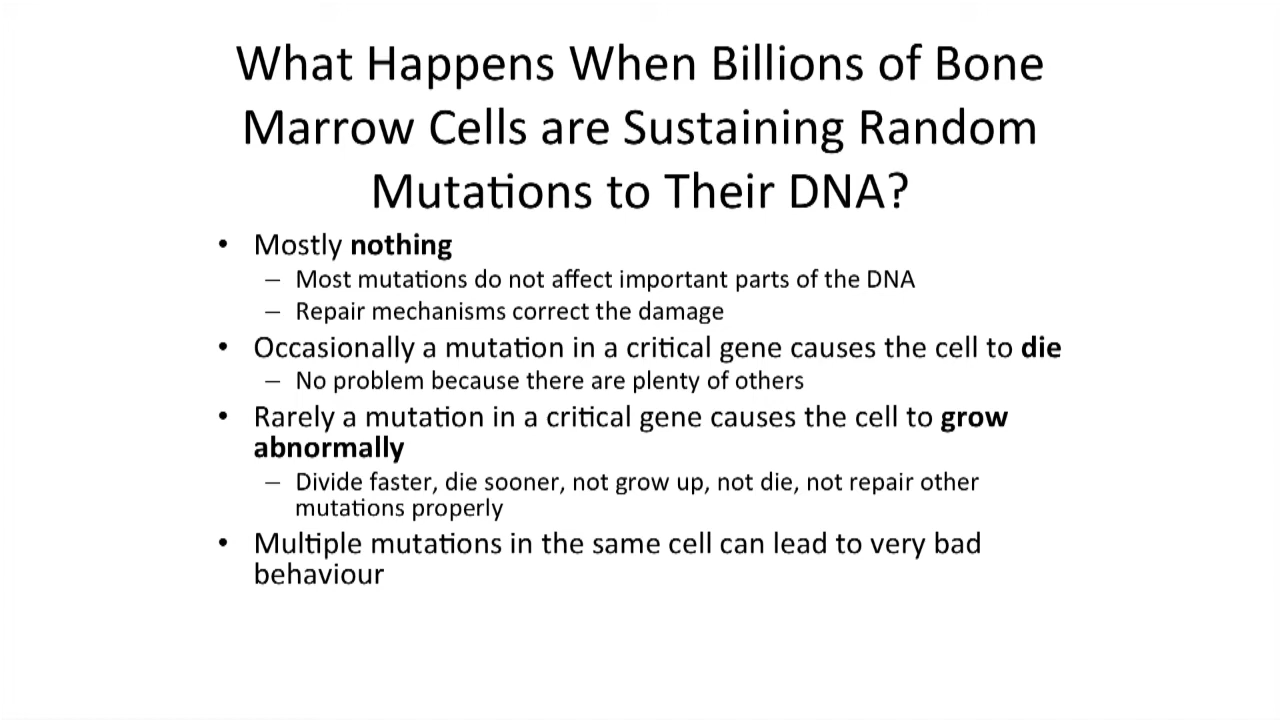 What Happens When Billions of Bone
Marrow Cells are Sustaining Random
Mutations to Their DNA?
• Mostly nothing
– Most mutations do not affect important parts of the DNA
– Repair mechanisms correct the damage
• Occasionally a mutation in a critical gene causes the cell to die
– No problem because there are plenty of others
• Rarely a mutation in a critical gene causes the cell to grow
abnormally
– Divide faster, die sooner, not grow up, not die, not repair other
mutations properly
• Multiple mutations in the same cell can lead to very bad
behaviour